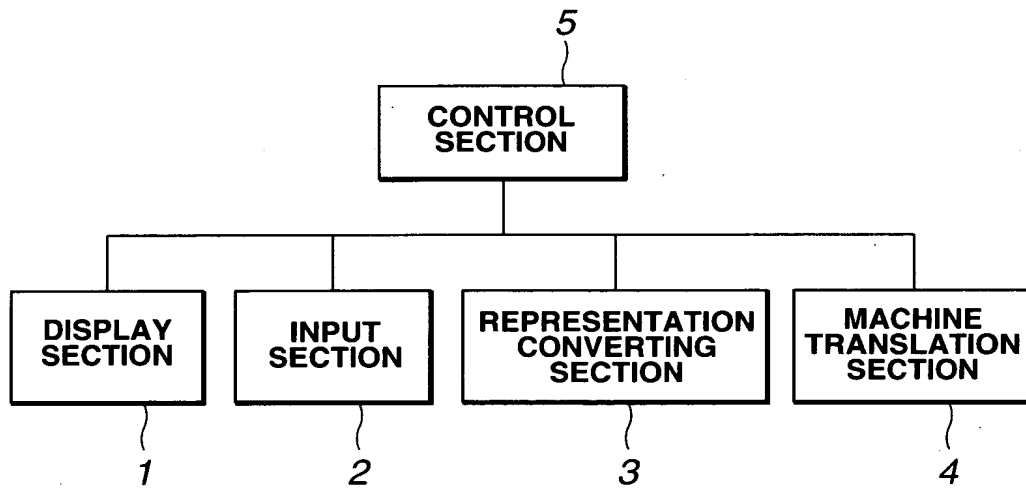 5
CONTROL
SECTION
DISPLAY
SECTION
INPUT
SECTION
REPRESENTATION
CONVERTING
SECTION
MACHINE
TRANSLATION
SECTION
1
2
3
4